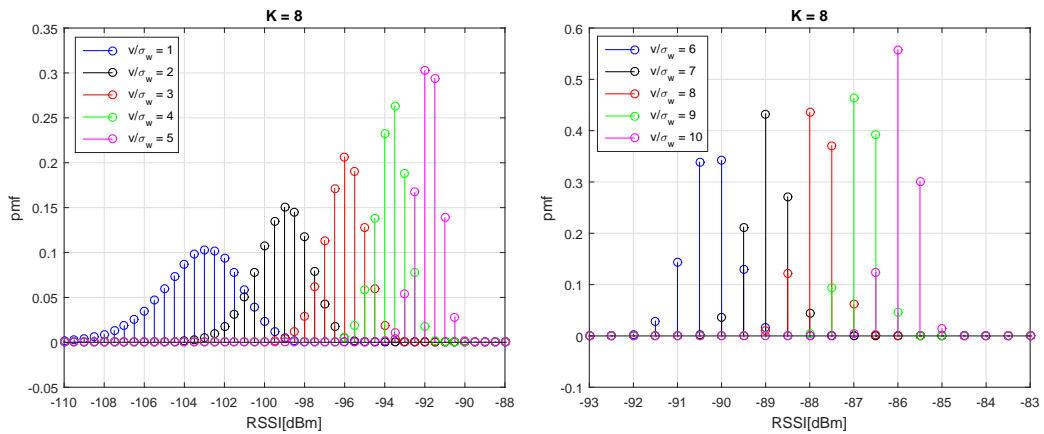 K = 8
0.35
0.3
0.25
0.2
0.15
0.1
0.05
0
-0.05
pmf
v/σw = 1
v/σw = 2
v/σw = 3
v/σw = 4
v/σw = 5
-110 -108 -106 -104 -102 -100 -98 -96 -94 -92 -90 -88
RSSI[dBm]
K = 8
0.6
0.5
0.4
0.3
0.2
0.1
0
-0.1
pmf
v/σw = 6
v/σw = 7
v/σw = 8
v/σw = 9
v/σw = 10
-93 -92 -91 -90 -89 -88 -87 -86 -85 -84 -83
RSSI[dBm]